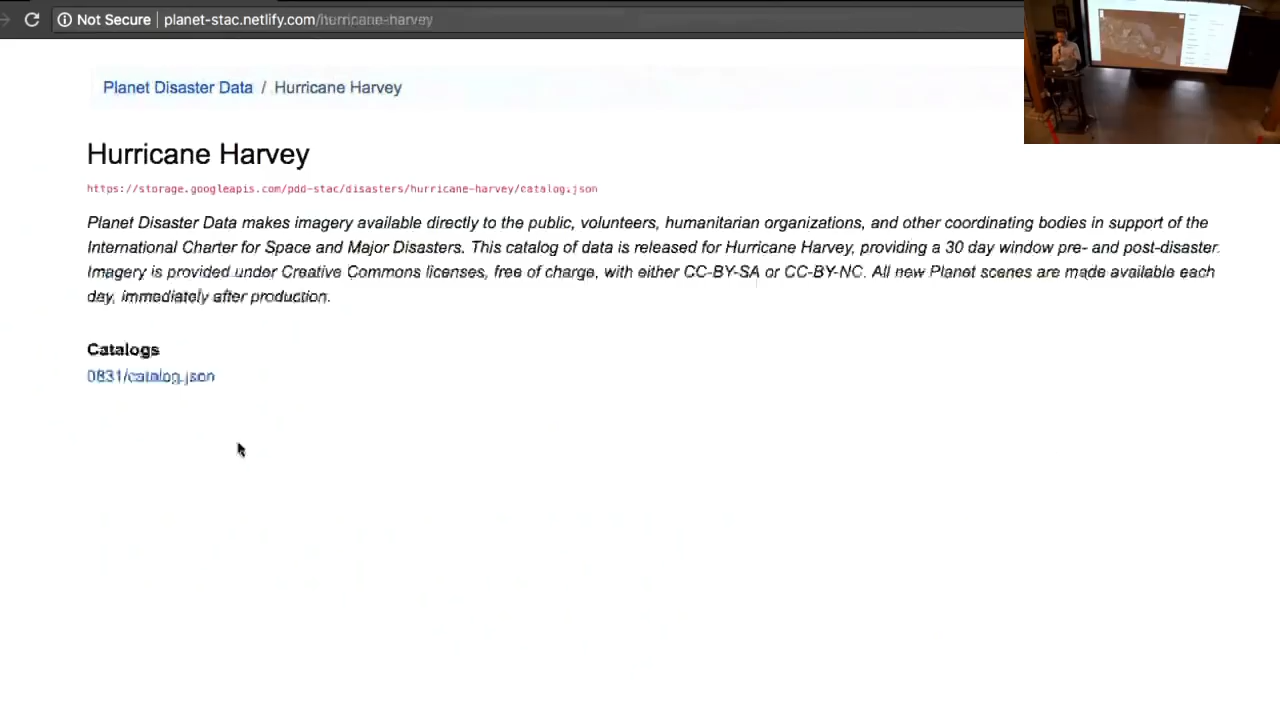 Not Secure planet-stac.netlify.com/hurricane-harvey
Planet Disaster Data / Hurricane Harvey
Hurricane Harvey
https://storage.googleapis.com/pdd-stac/disasters/hurricane-harvey/catalog.json
Planet Disaster Data makes imagery available directly to the public, volunteers, humanitarian organizations, and other coordinating bodies in support of the
International Charter for Space and Major Disasters. This catalog of data is released for Hurricane Harvey, providing a 30 day window pre- and post-disaster.
Imagery is provided under Creative Commons licenses, free of charge, with either CC-BY-SA or CC-BY-NC. All new Planet scenes are made available each
day, immediately after production.
Catalogs
0831/catalog.json